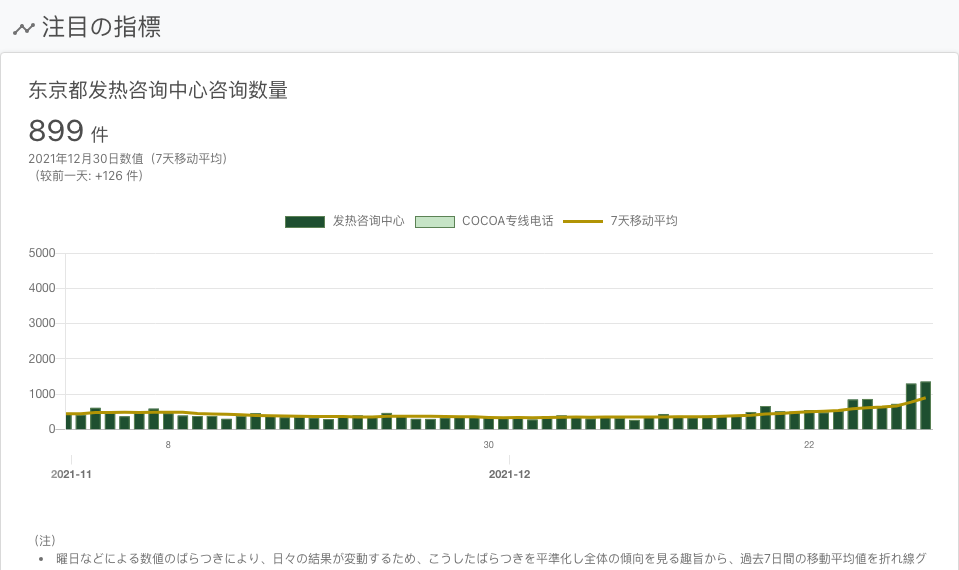 注目の指標
东京都发热咨询中心咨询数量
899 件
2021年12月30日数值（7天移动平均）
（较前一天: +126 件）
发热咨询中心 COCOA专线电话 7天移动平均
5000
4000
3000
2000
1000
0
8 30 22
2021-11 2021-12
（注）
• 曜日などによる数値のばらつきにより、日々の結果が変動するため、こうしたばらつきを平準化し全体の傾向を見る趣旨から、過去7日間の移動平均値を折れ線グ